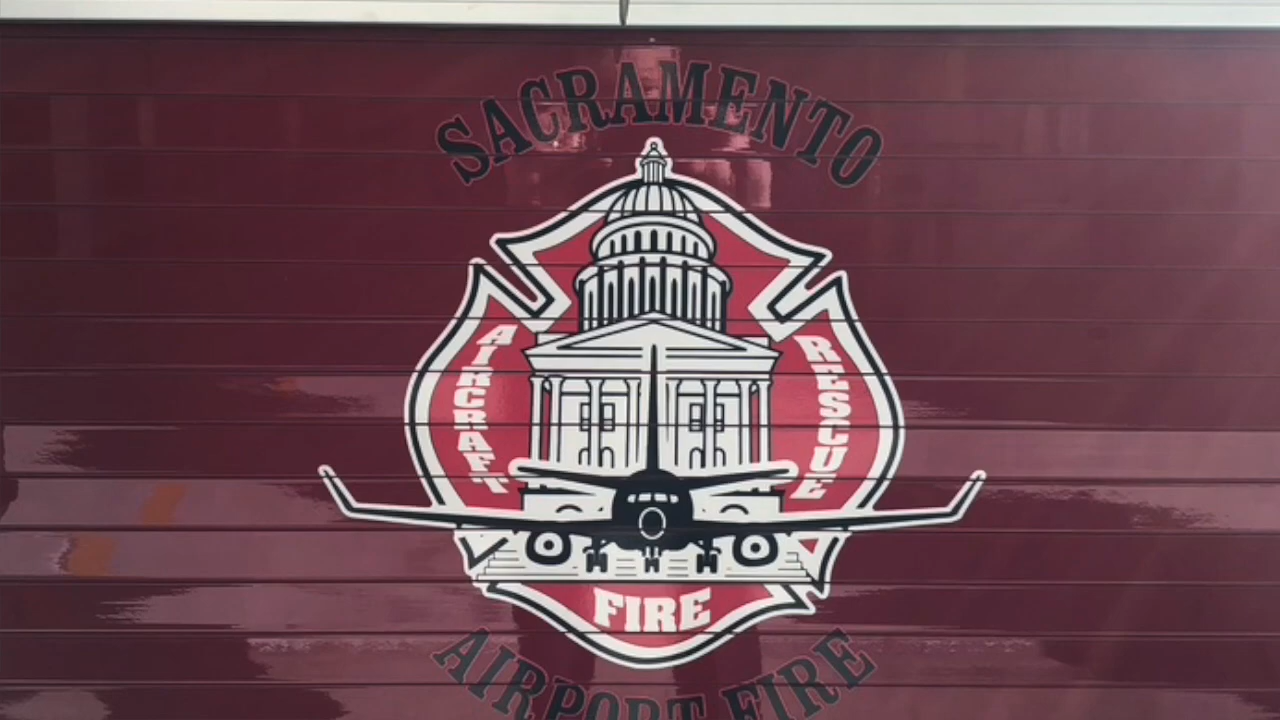 SACRAMENTO
AIRCRAFT
RESCUE
FIRE
AIRPORT FIRE